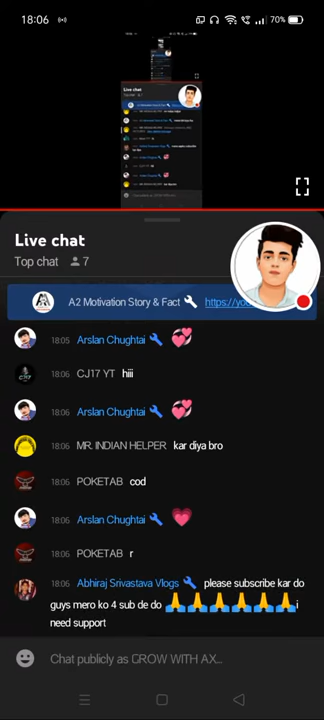 18:06
70%
Live chat
Top chat 7
A2 Motivation Story & Fact https://you
18:05 Arslan Chughtai 💞
18:06 CJ17 YT hiii
18:06 Arslan Chughtai 💞
18:06 MR. INDIAN HELPER kar diya bro
18:06 POKETAB cod
18:06 Arslan Chughtai 💗
18:06 POKETAB r
18:06 Abhiraj Srivastava Vlogs please subscribe kar do
guys mero ko 4 sub de do 🙏🙏🙏🙏🙏🙏i
need support
Chat publicly as GROW WITH AX...